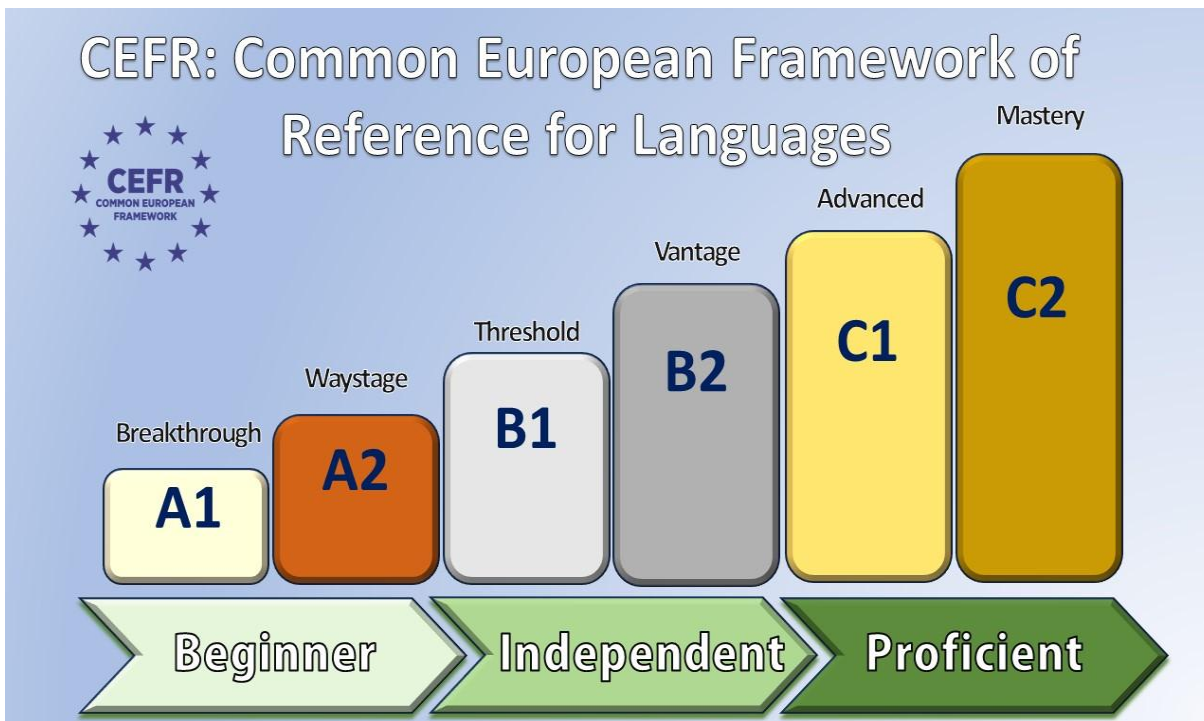 CEFR: Common European Framework of
Reference for Languages
CEFR
COMMON EUROPEAN
FRAMEWORK
Mastery
Advanced
Vantage
Threshold
Waystage
Breakthrough
A1
A2
B1
B2
C1
C2
Beginner
Independent
Proficient